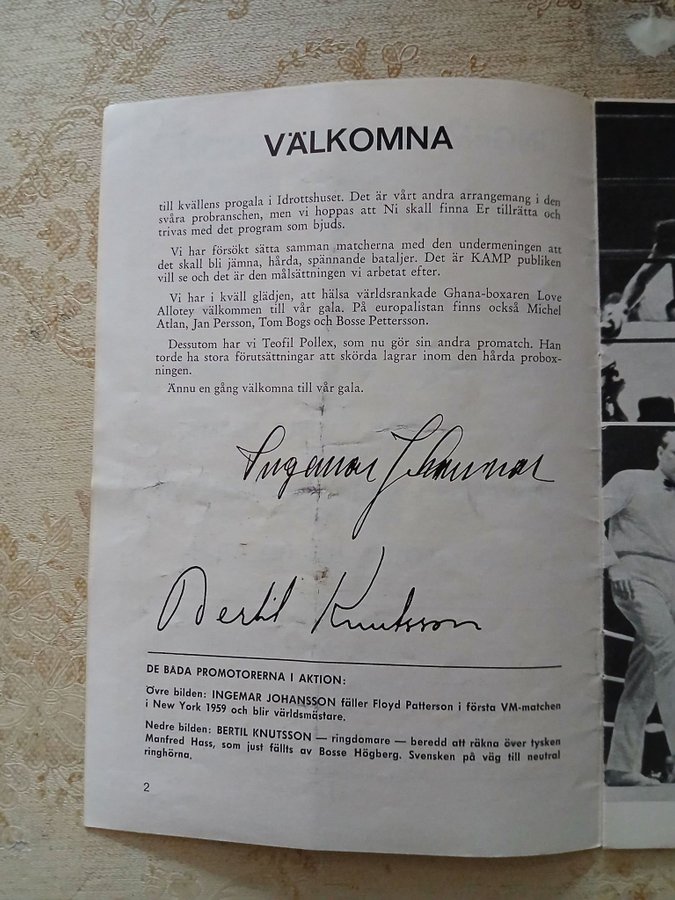 VÄLKOMNA
till kvällens progala i Idrottshuset. Det är vårt andra arrangemang i den
svåra probranschen, men vi hoppas att Ni skall finna Er tillrätta och
trivas med det program som bjuds.
Vi har försökt sätta samman matcherna med den undermeningen att
det skall bli jämna, hårda, spännande bataljer. Det är KAMP publiken
vill se och det är den målsättningen vi arbetat efter.
Vi har i kväll glädjen, att hälsa världsrankade Ghana-boxaren Love
Allotey välkommen till vår gala. På europalistan finns också Michel
Atlan, Jan Persson, Tom Bogs och Bosse Pettersson.
Dessutom har vi Teofil Pollex, som nu gör sin andra promatch. Han
torde ha stora förutsättningar att skörda lagrar inom den hårda probox-
ningen.
Ännu en gång välkomna till vår gala.
Ingemar Johansson
Bertil Knutsson
DE BÅDA PROMOTORERNA I AKTION:
Övre bilden: INGEMAR JOHANSSON fäller Floyd Patterson i första VM-matchen
i New York 1959 och blir världsmästare.
Nedre bilden: BERTIL KNUTSSON — ringdomare — beredd att räkna över tysken
Manfred Hass, som just fällts av Bosse Högberg. Svensken på väg till neutral
ringhörna.
2